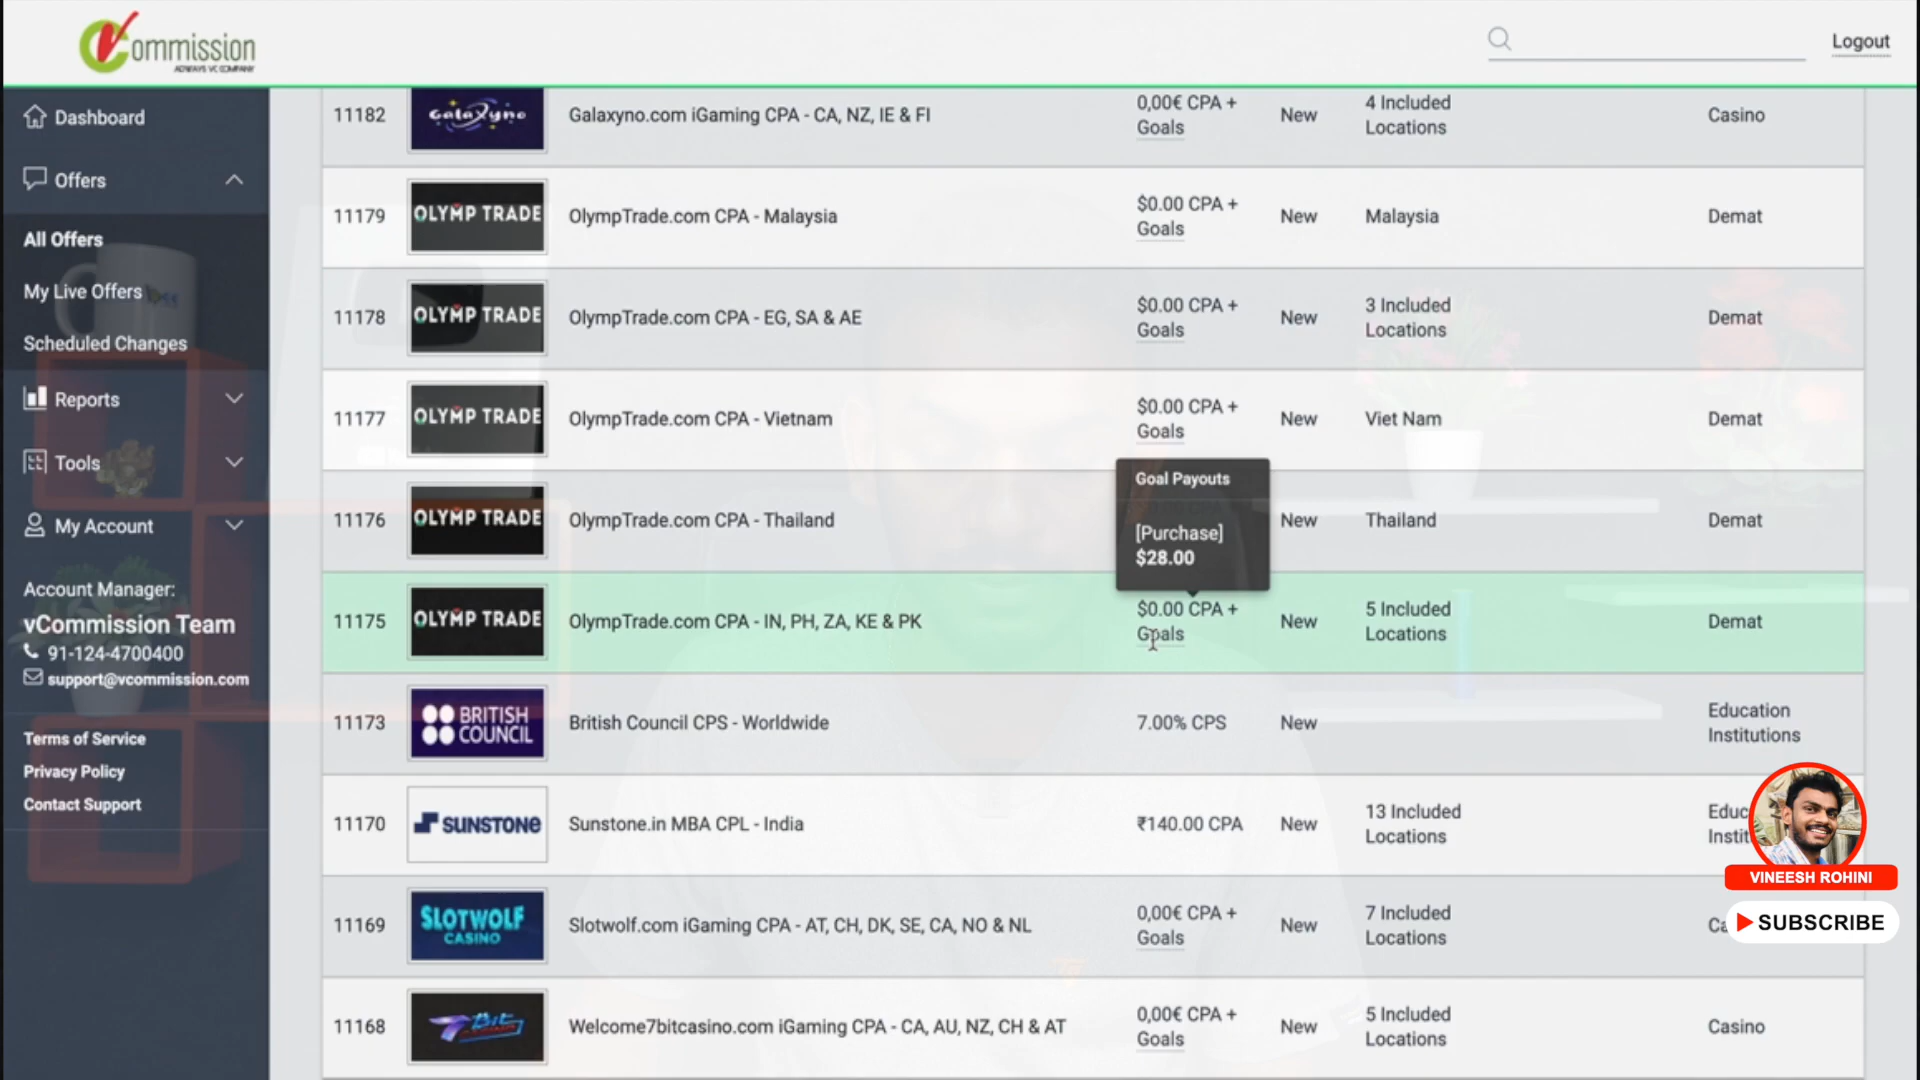 Commission
ADWAYS VC COMPANY
Logout
Dashboard
Offers
All Offers
My Live Offers
Scheduled Changes
Reports
Tools
My Account
Account Manager:
vCommission Team
91-124-4700400
support@vcommission.com
Terms of Service
Privacy Policy
Contact Support
11182
Galaxyno
Galaxyno.com iGaming CPA - CA, NZ, IE & FI
0,00€ CPA +
Goals
New
4 Included
Locations
Casino
11179
OLYMP TRADE
OlympTrade.com CPA - Malaysia
$0.00 CPA +
Goals
New
Malaysia
Demat
11178
OLYMP TRADE
OlympTrade.com CPA - EG, SA & AE
$0.00 CPA +
Goals
New
3 Included
Locations
Demat
11177
OLYMP TRADE
OlympTrade.com CPA - Vietnam
$0.00 CPA +
Goals
New
Viet Nam
Demat
11176
OLYMP TRADE
OlympTrade.com CPA - Thailand
Goal Payouts
[Purchase]
$28.00
New
Thailand
Demat
11175
OLYMP TRADE
OlympTrade.com CPA - IN, PH, ZA, KE & PK
$0.00 CPA +
Goals
New
5 Included
Locations
Demat
11173
BRITISH
COUNCIL
British Council CPS - Worldwide
7.00% CPS
New
Education
Institutions
11170
SUNSTONE
Sunstone.in MBA CPL - India
₹140.00 CPA
New
13 Included
Locations
Educ
Instit
11169
SLOTWOLF
CASINO
Slotwolf.com iGaming CPA - AT, CH, DK, SE, CA, NO & NL
0,00€ CPA +
Goals
New
7 Included
Locations
Ca
11168
7Bit
Welcome7bitcasino.com iGaming CPA - CA, AU, NZ, CH & AT
0,00€ CPA +
Goals
New
5 Included
Locations
Casino
VINEESH ROHINI
SUBSCRIBE